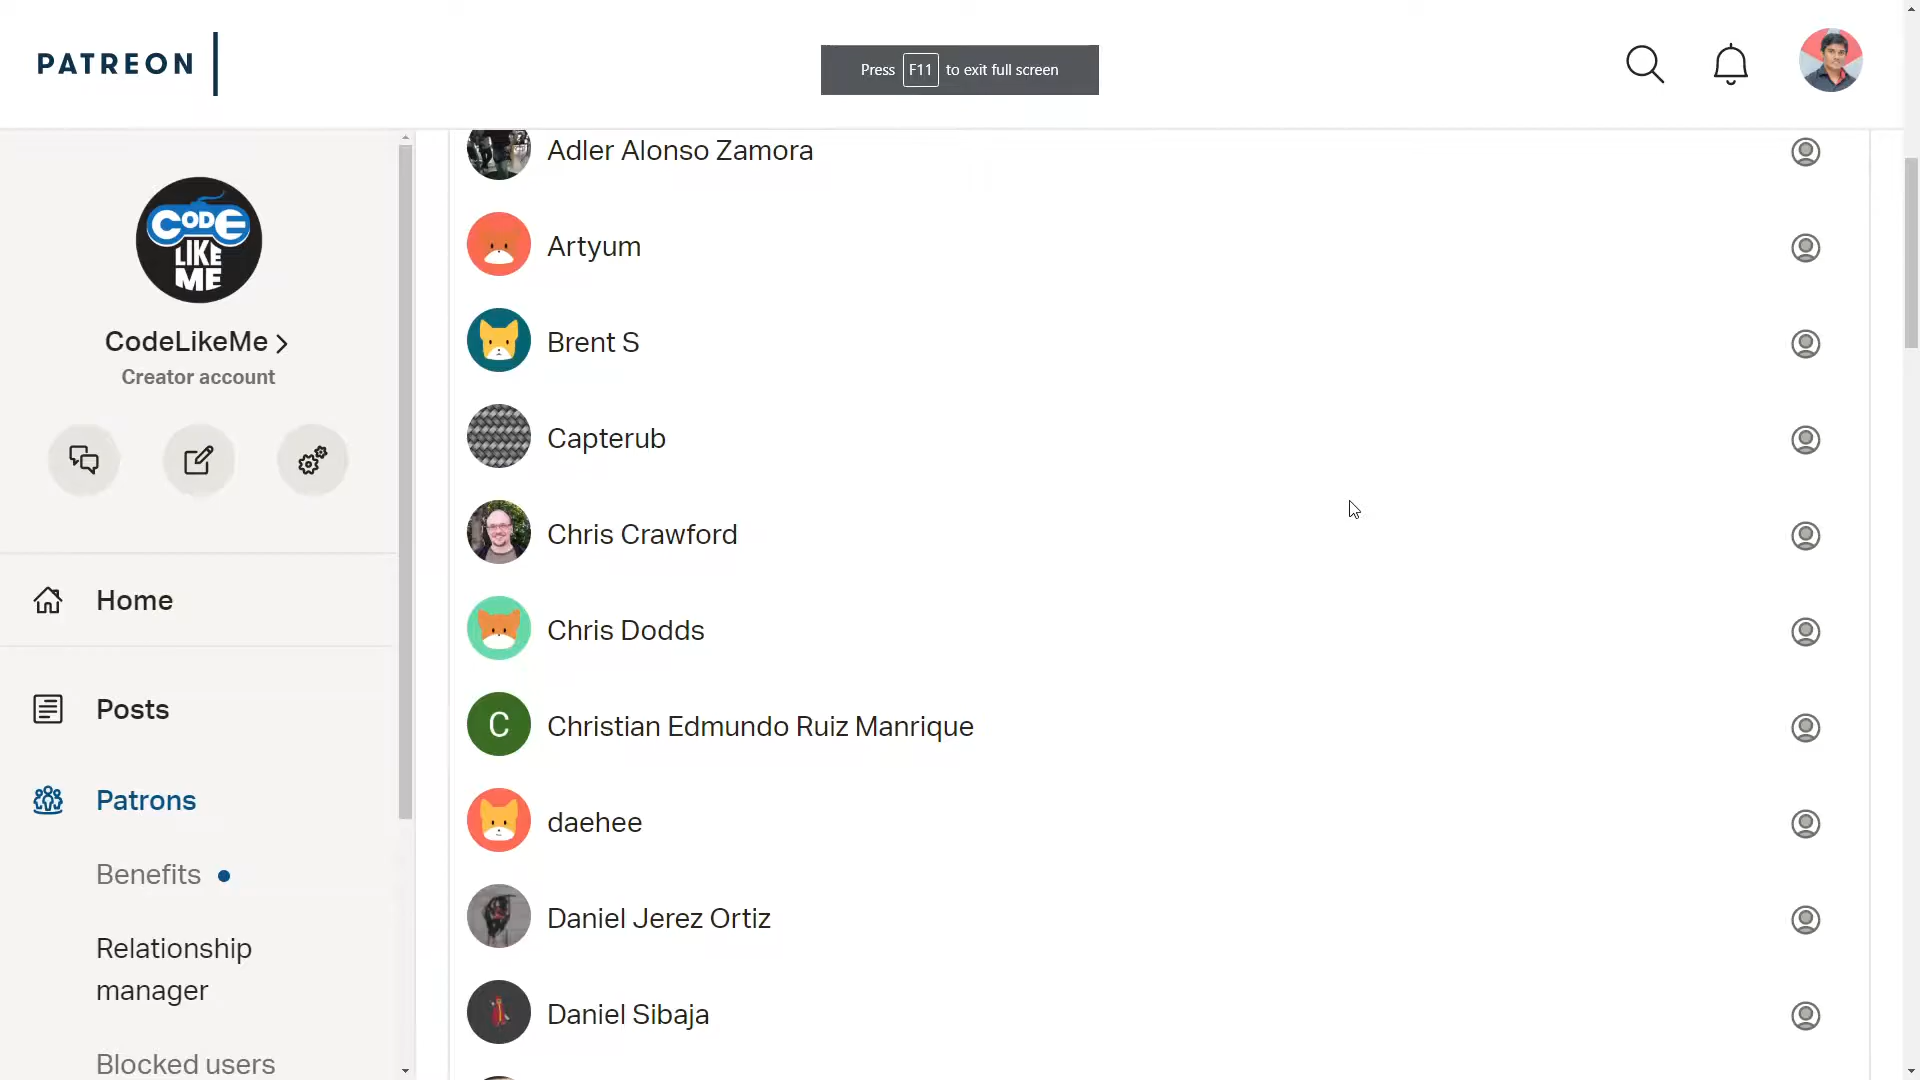 PATREON
Press F11 to exit full screen
CODE
LIKE
ME
CodeLikeMe
Creator account
Home
Posts
Patrons
Benefits
Relationship
manager
Blocked users
Adler Alonso Zamora
Artyum
Brent S
Capterub
Chris Crawford
Chris Dodds
C
Christian Edmundo Ruiz Manrique
daehee
Daniel Jerez Ortiz
Daniel Sibaja